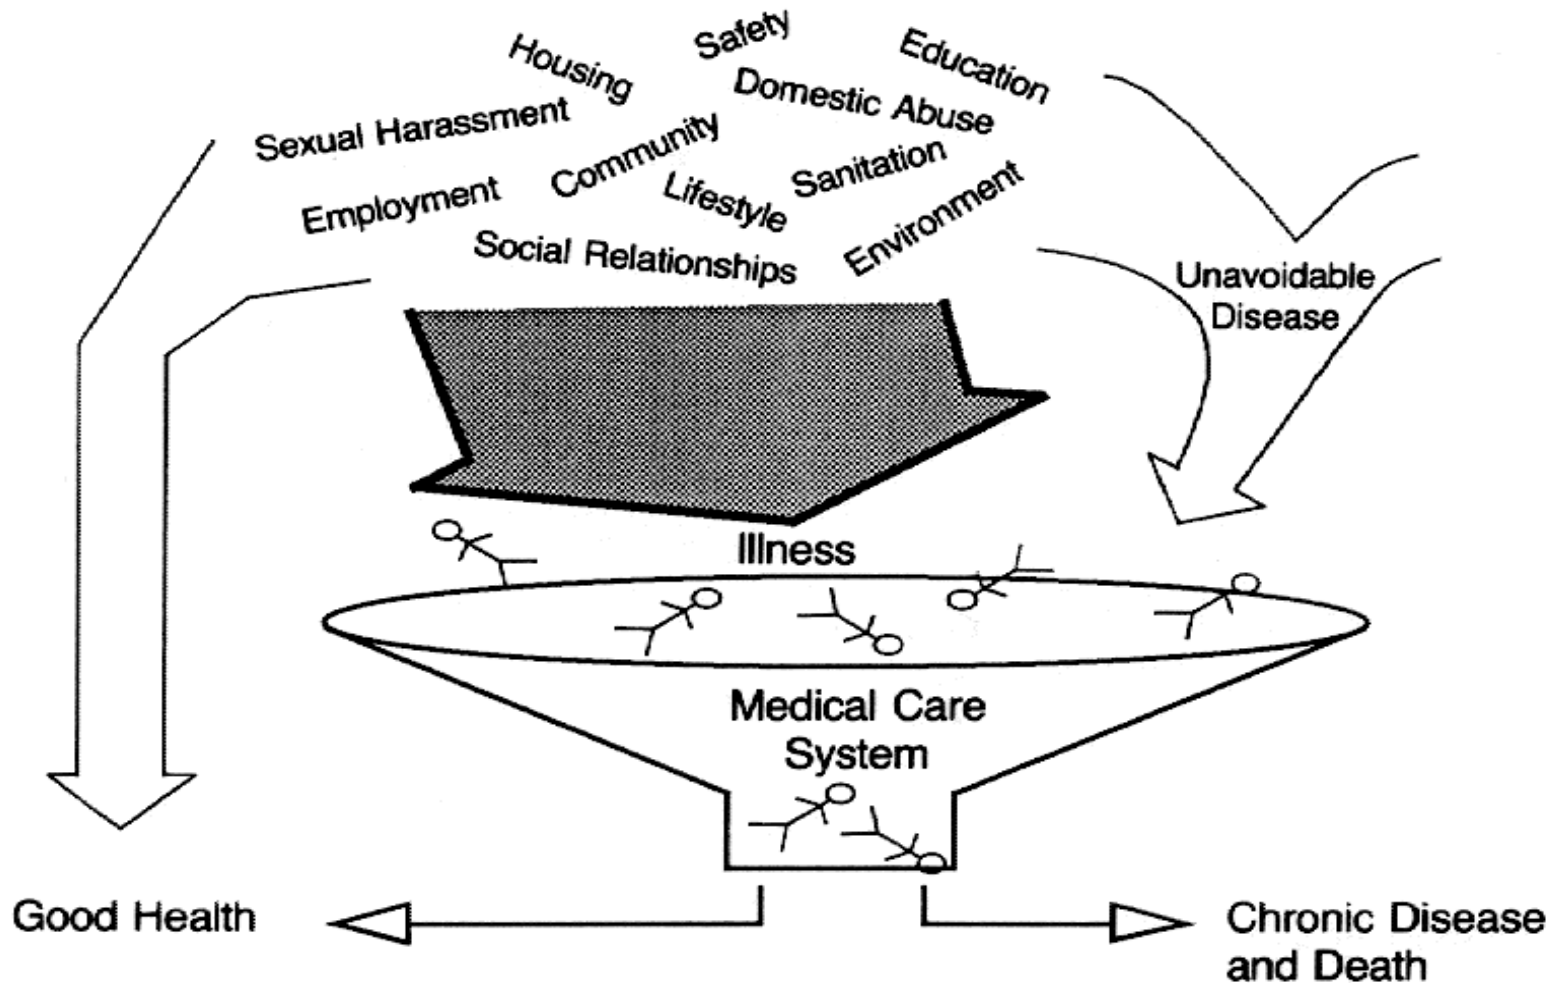 Housing
Safety
Education
Sexual Harassment
Domestic Abuse
Community
Sanitation
Employment
Lifestyle
Environment
Social Relationships
Unavoidable
Disease
Illness
Medical Care
System
Good Health
Chronic Disease
and Death